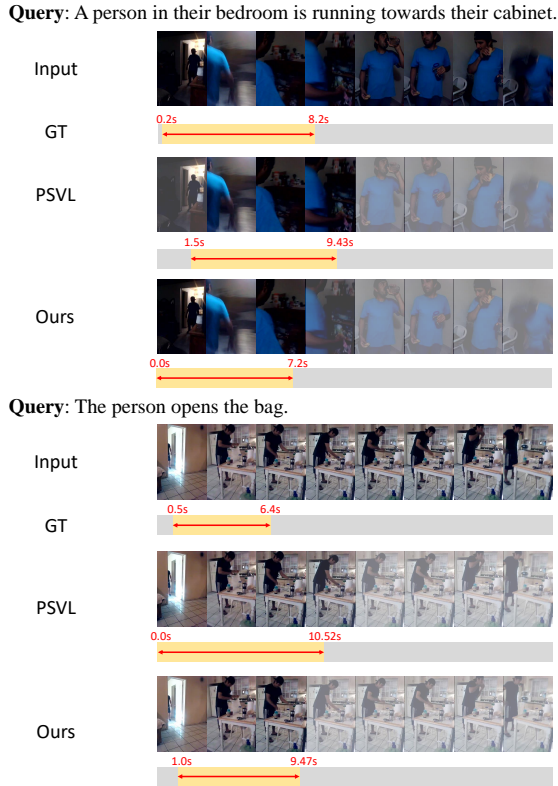 Query: A person in their bedroom is running towards their cabinet.
Input
0.2s 8.2s
GT
PSVL
1.5s 9.43s
Ours
0.0s 7.2s
Query: The person opens the bag.
Input
0.5s 6.4s
GT
PSVL
0.0s 10.52s
Ours
1.0s 9.47s